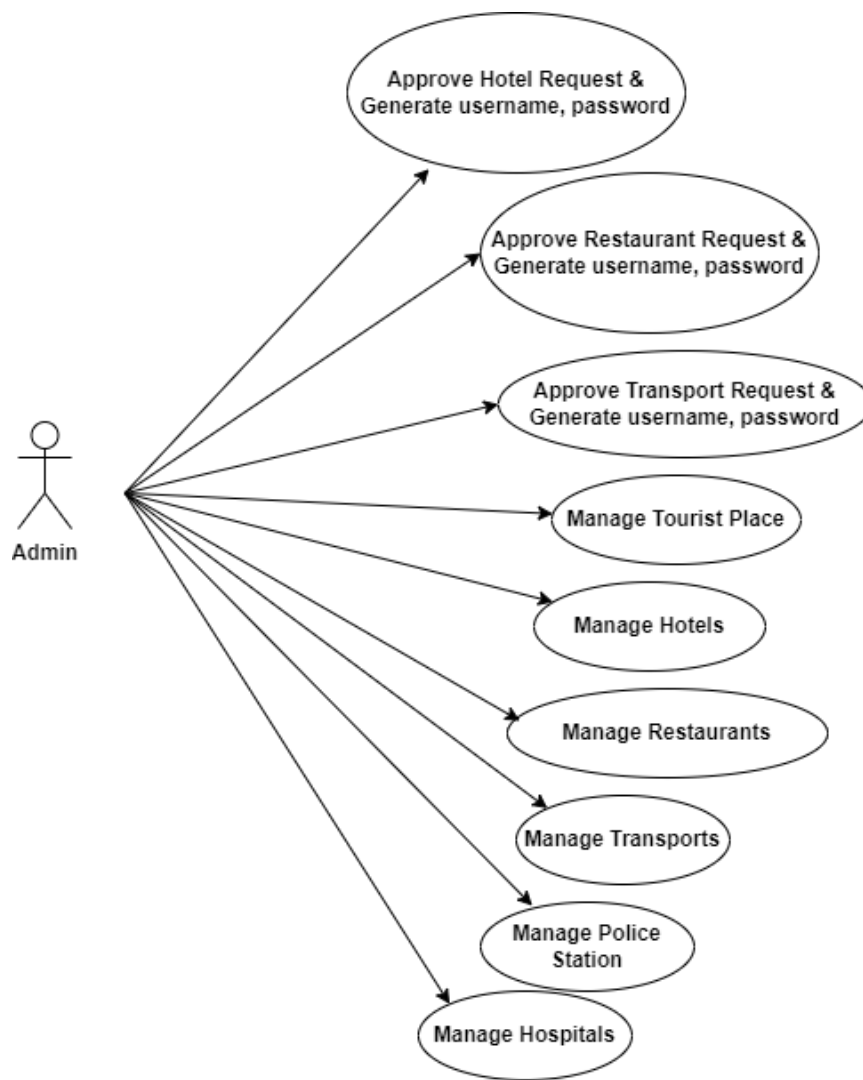 Approve Hotel Request &
Generate username, password
Approve Restaurant Request &
Generate username, password
Approve Transport Request &
Generate username, password
Admin
Manage Tourist Place
Manage Hotels
Manage Restaurants
Manage Transports
Manage Police
Station
Manage Hospitals